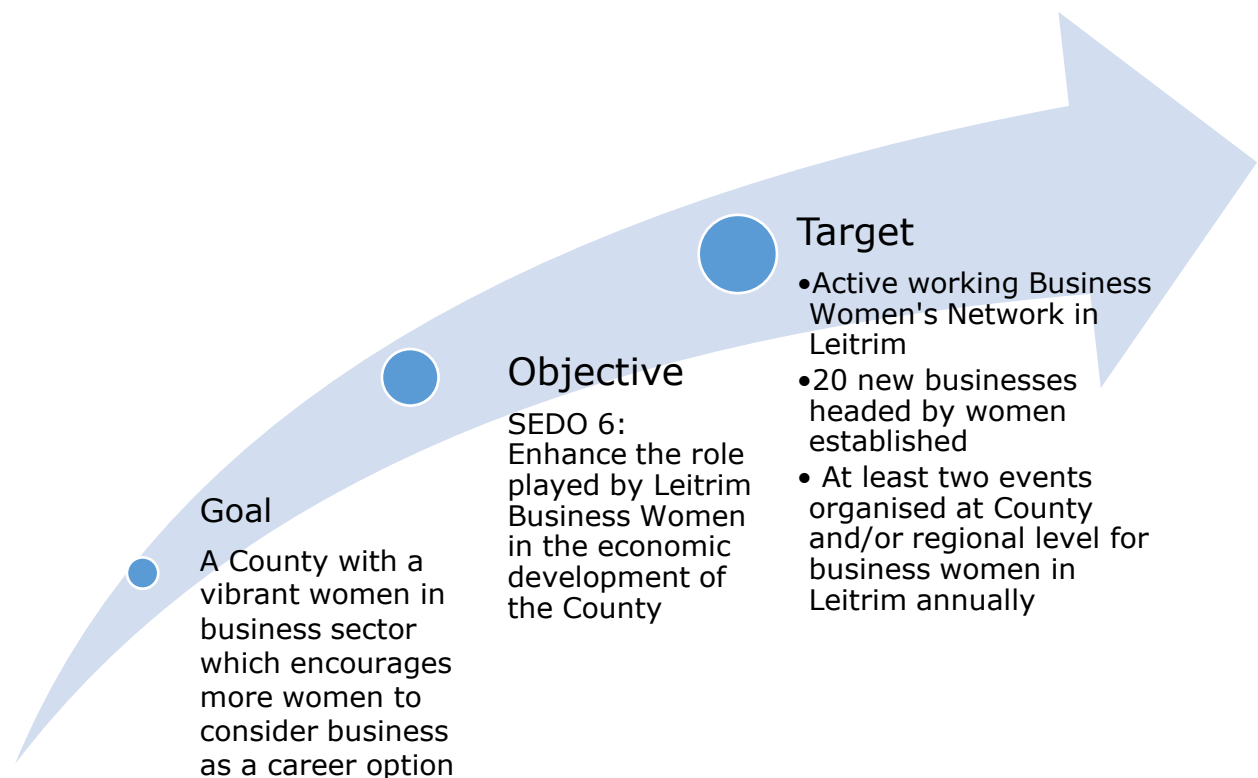 Goal
A County with a
vibrant women in
business sector
which encourages
more women to
consider business
as a career option
Objective
SEDO 6:
Enhance the role
played by Leitrim
Business Women
in the economic
development of
the County
Target
•Active working Business
Women's Network in
Leitrim
•20 new businesses
headed by women
established
• At least two events
organised at County
and/or regional level for
business women in
Leitrim annually